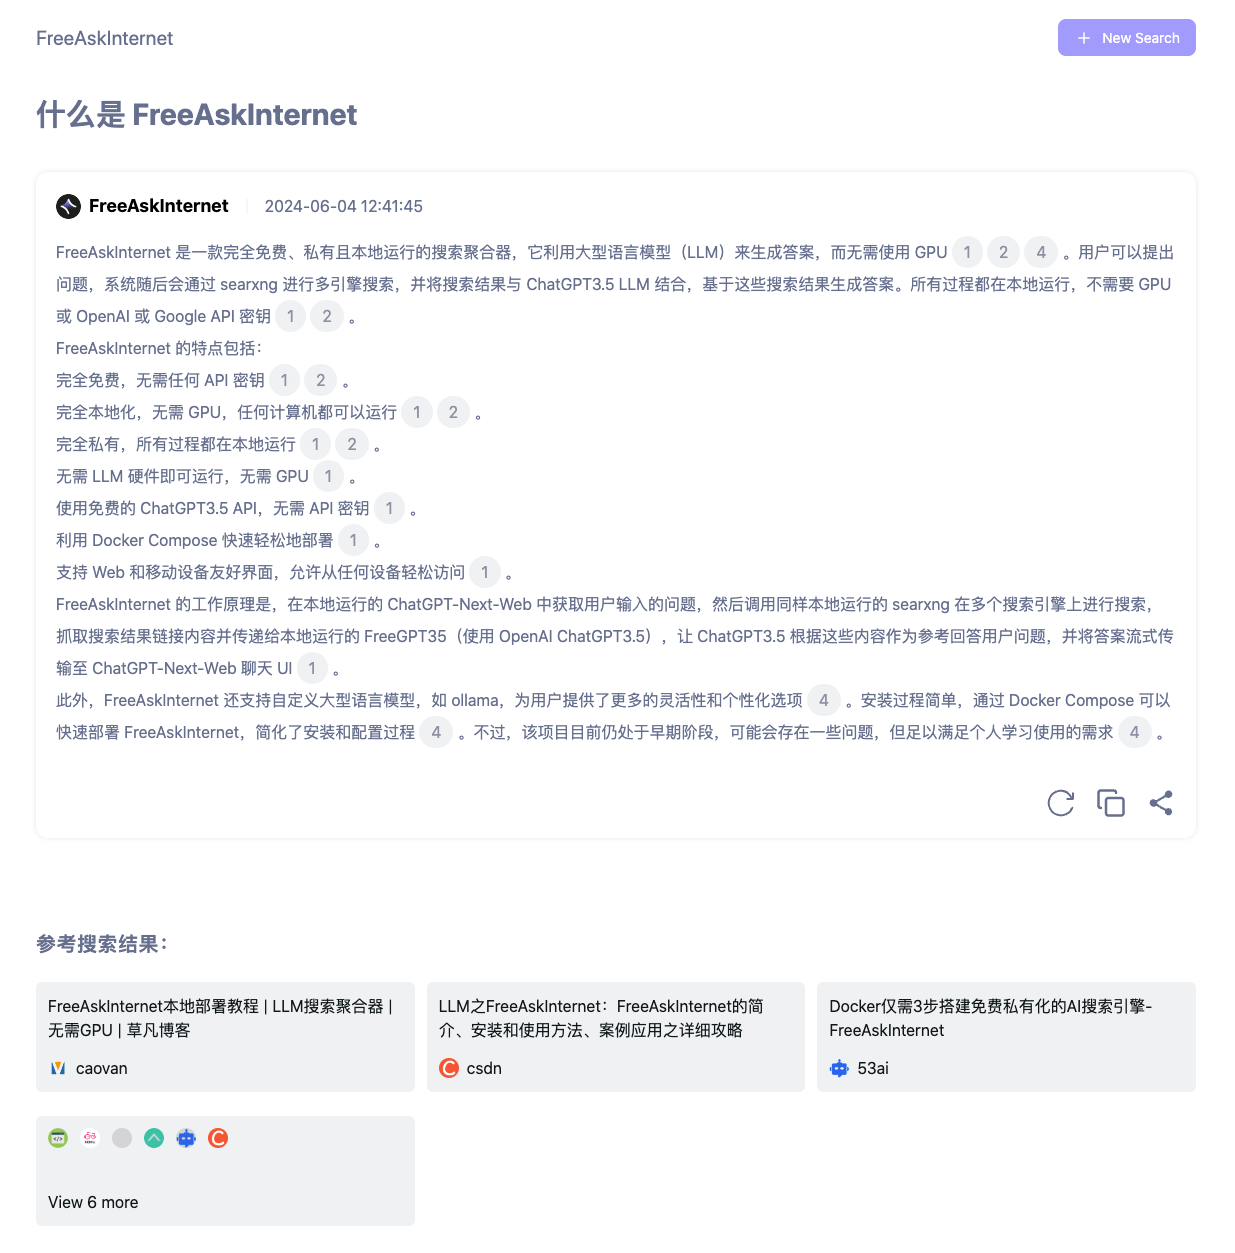 FreeAskInternet
New Search
什么是 FreeAskInternet
FreeAskInternet 2024-06-04 12:41:45
FreeAskInternet 是一款完全免费、私有且本地运行的搜索聚合器，它利用大型语言模型（LLM）来生成答案，而无需使用 GPU 1 2 4 。用户可以提出
问题，系统随后会通过 searxng 进行多引擎搜索，并将搜索结果与 ChatGPT3.5 LLM 结合，基于这些搜索结果生成答案。所有过程都在本地运行，不需要 GPU
或 OpenAI 或 Google API 密钥 1 2 。
FreeAskInternet 的特点包括：
完全免费，无需任何 API 密钥 1 2 。
完全本地化，无需 GPU，任何计算机都可以运行 1 2 。
完全私有，所有过程都在本地运行 1 2 。
无需 LLM 硬件即可运行，无需 GPU 1 。
使用免费的 ChatGPT3.5 API，无需 API 密钥 1 。
利用 Docker Compose 快速轻松地部署 1 。
支持 Web 和移动设备友好界面，允许从任何设备轻松访问 1 。
FreeAskInternet 的工作原理是，在本地运行的 ChatGPT-Next-Web 中获取用户输入的问题，然后调用同样本地运行的 searxng 在多个搜索引擎上进行搜索，
抓取搜索结果链接内容并传递给本地运行的 FreeGPT35（使用 OpenAI ChatGPT3.5），让 ChatGPT3.5 根据这些内容作为参考回答用户问题，并将答案流式传
输至 ChatGPT-Next-Web 聊天 UI 1 。
此外，FreeAskInternet 还支持自定义大型语言模型，如 ollama，为用户提供了更多的灵活性和个性化选项 4 。安装过程简单，通过 Docker Compose 可以
快速部署 FreeAskInternet，简化了安装和配置过程 4 。不过，该项目目前仍处于早期阶段，可能会存在一些问题，但足以满足个人学习使用的需求 4 。
参考搜索结果：
FreeAskInternet本地部署教程 | LLM搜索聚合器 |
无需GPU | 草凡博客
caovan
LLM之FreeAskInternet：FreeAskInternet的简
介、安装和使用方法、案例应用之详细攻略
csdn
Docker仅需3步搭建免费私有化的AI搜索引擎-
FreeAskInternet
53ai
View 6 more